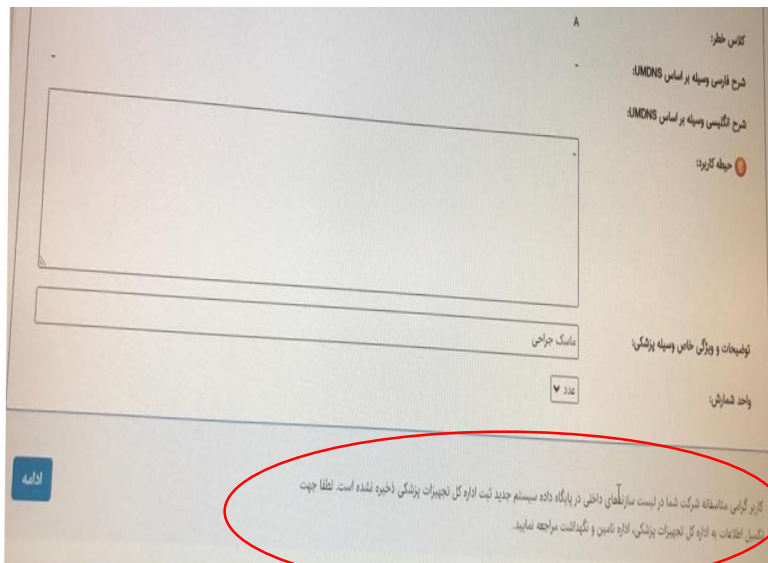 کلاس خطر: A
شرح فارسی وسیله بر اساس UMDNS: -
شرح انگلیسی وسیله بر اساس UMDNS: -
حیطه کاربرد: -
توضیحات و ویژگی خاص وسیله پزشکی: ماسک جراحی
واحد شمارش: عدد
کاربر گرامی متاسفانه شرکت شما در لیست سازنده‌های داخلی در پایگاه داده سیستم جدید ثبت اداره کل تجهیزات پزشکی ذخیره نشده است. لطفا جهت
تکمیل اطلاعات به اداره کل تجهیزات پزشکی، اداره تامین و نگهداشت مراجعه نمایید.
ادامه